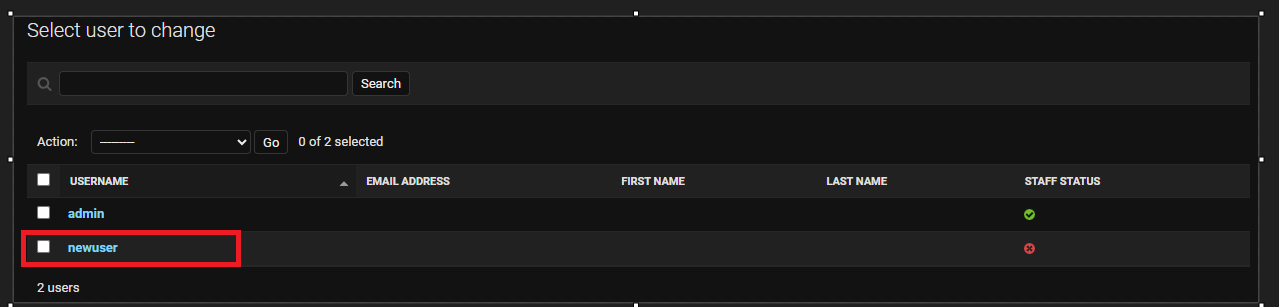 Select user to change
Search
Action: --------- Go 0 of 2 selected
USERNAME EMAIL ADDRESS FIRST NAME LAST NAME STAFF STATUS
admin
newuser
2 users